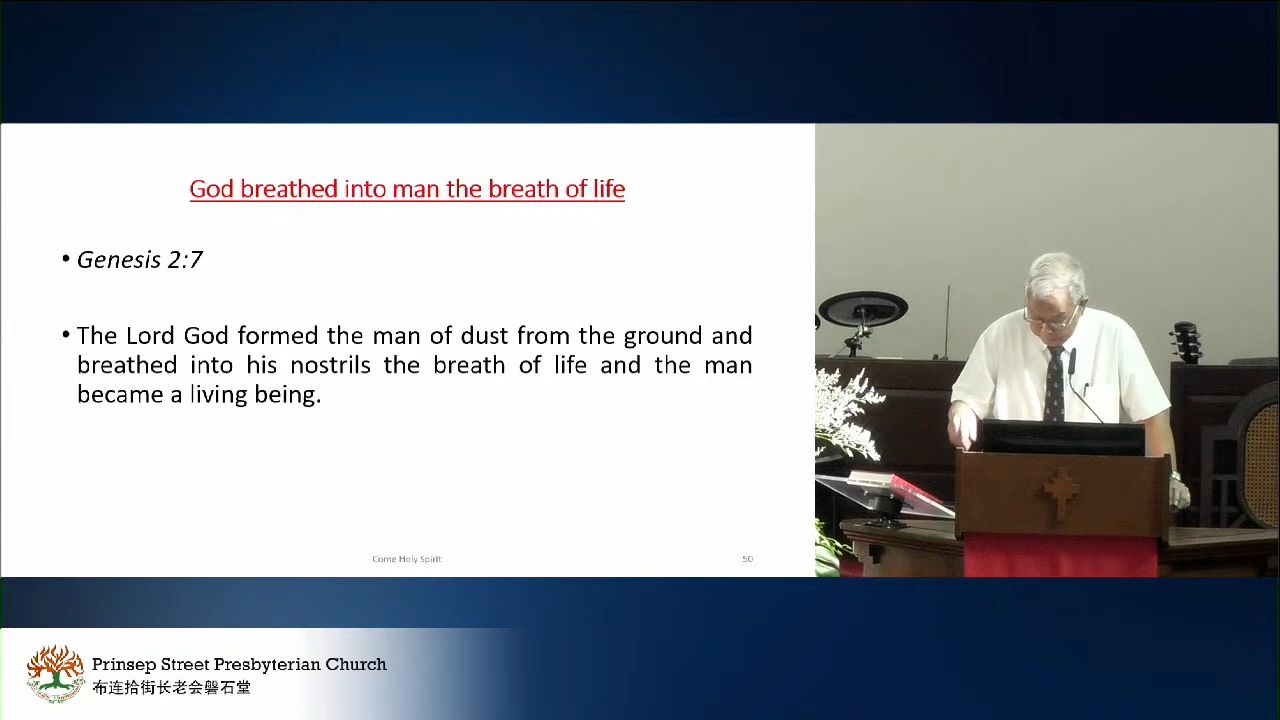 God breathed into man the breath of life
• Genesis 2:7
• The Lord God formed the man of dust from the ground and
breathed into his nostrils the breath of life and the man
became a living being.
Come Holy Spirit
50
Prinsep Street Presbyterian Church
布连拾街长老会磐石堂